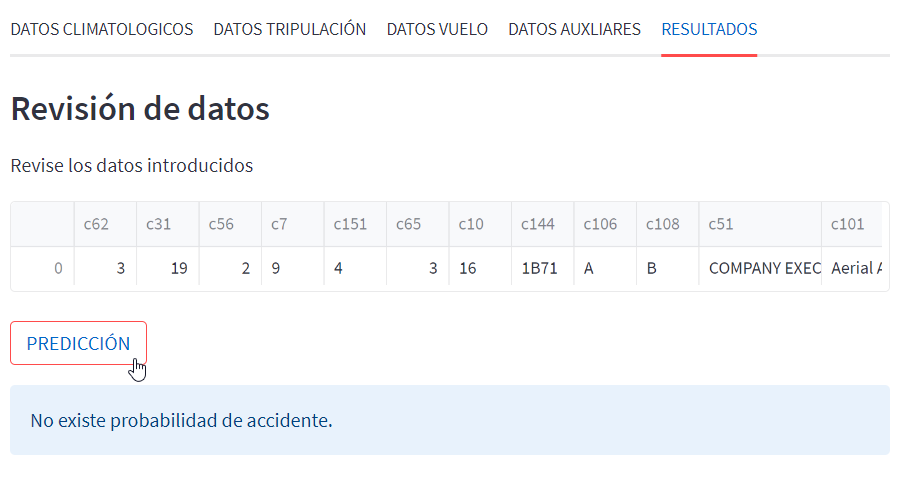 DATOS CLIMATOLOGICOS DATOS TRIPULACIÓN DATOS VUELO DATOS AUXLIARES RESULTADOS
Revisión de datos
Revise los datos introducidos
c62 c31 c56 c7 c151 c65 c10 c144 c106 c108 c51 c101
0 3 19 2 9 4 3 16 1B71 A B COMPANY EXEC Aerial A
PREDICCIÓN
No existe probabilidad de accidente.